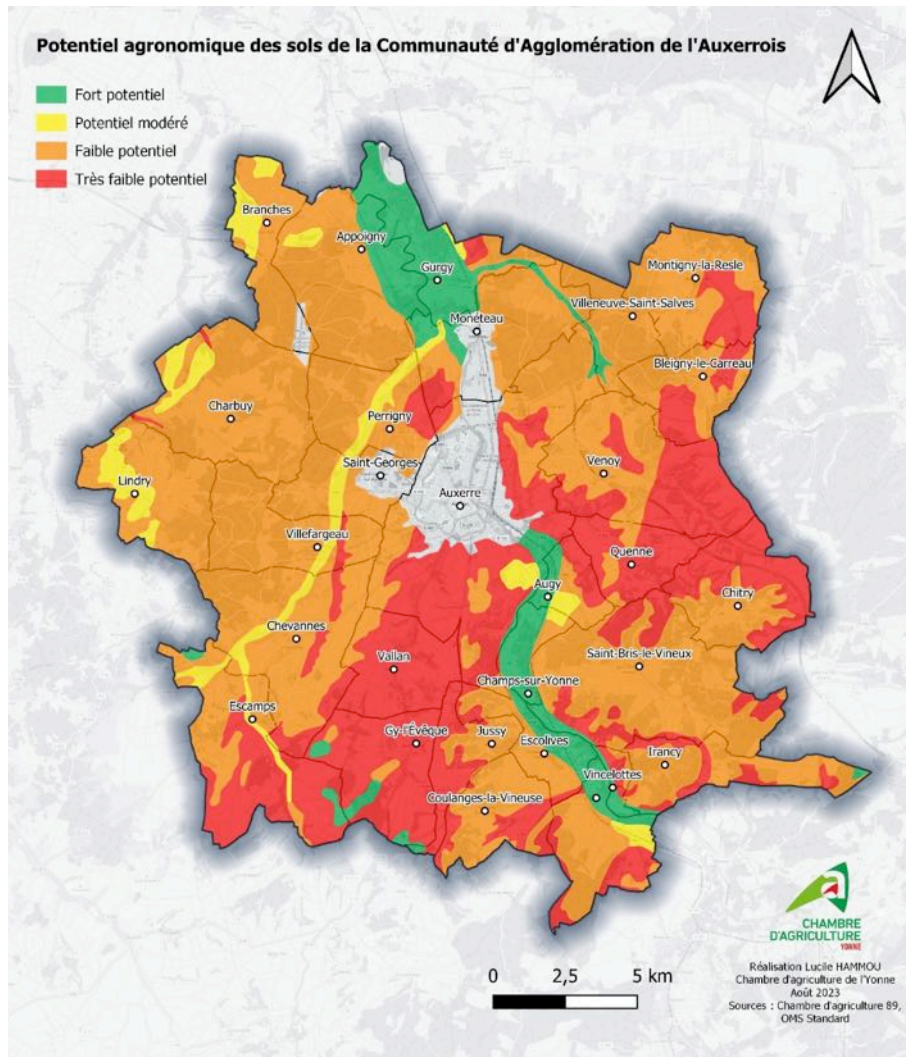 Potentiel agronomique des sols de la Communauté d'Agglomération de l'Auxerrois
Fort potentiel
Potentiel modéré
Faible potentiel
Très faible potentiel
Branches
Appoigny
Gurgy
Montigny-la-Resle
Villeneuve-Saint-Salves
Monéteau
Bleigny-le-Carreau
Charbuy
Perrigny
Saint-Georges
Venoy
Lindry
Auxerre
Villefargeau
Quenne
Augy
Chitry
Chevannes
Vallan
Saint-Bris-le-Vineux
Champs-sur-Yonne
Escamps
Gy-l'Évêque
Jussy
Escolives
Irancy
Vincelottes
Coulanges-la-Vineuse
CHAMBRE
D'AGRICULTURE
YONNE
0 2,5 5 km
Réalisation Lucile HAMMOU
Chambre d'agriculture de l'Yonne
Août 2023
Sources : Chambre d'agriculture 89,
OMS Standard